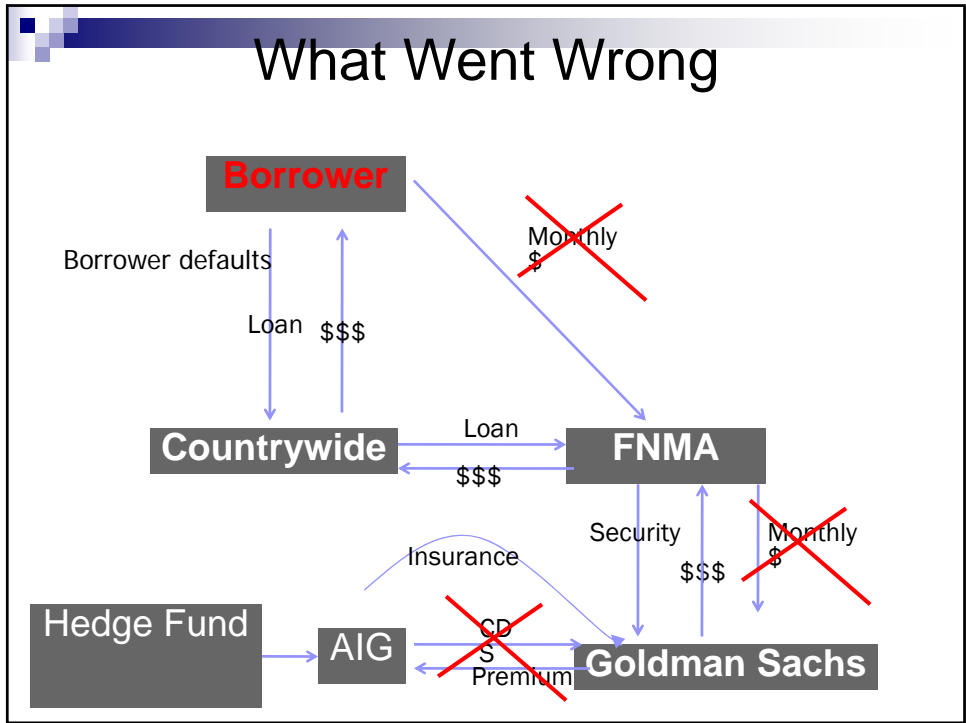 What Went Wrong
Borrower
Monthly
$
Borrower defaults
Loan
$$$
Countrywide
Loan
$$$
FNMA
Security
$$$
Monthly
$
Insurance
Hedge Fund
AIG
CD
S
Premium
Goldman Sachs